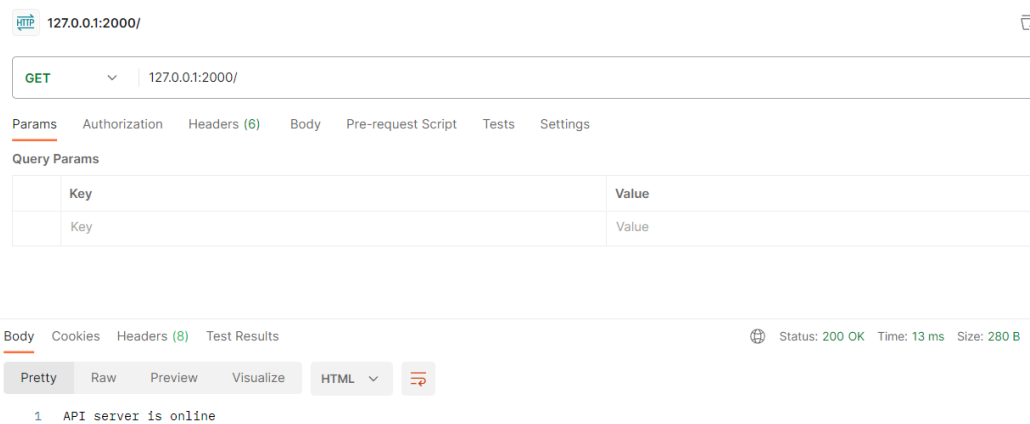 HTTP 127.0.0.1:2000/
GET 127.0.0.1:2000/
Params Authorization Headers (6) Body Pre-request Script Tests Settings
Query Params
Key Value
Key Value
Body Cookies Headers (8) Test Results Status: 200 OK Time: 13 ms Size: 280 B
Pretty Raw Preview Visualize HTML
1 API server is online